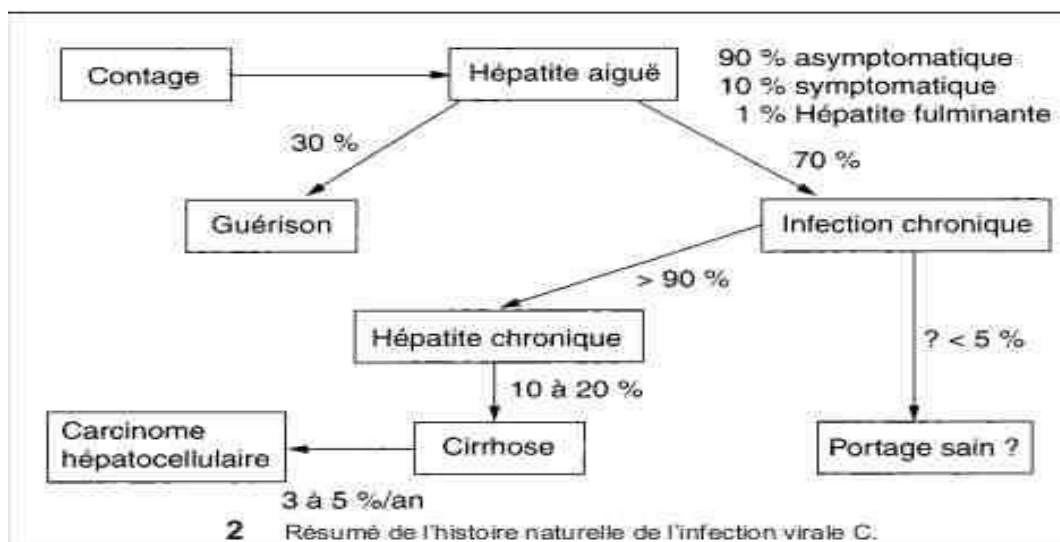 Contage
Hépatite aiguë
90 % asymptomatique
10 % symptomatique
1 % Hépatite fulminante
30 %
70 %
Guérison
Infection chronique
> 90 %
Hépatite chronique
? < 5 %
10 à 20 %
Carcinome
hépatocellulaire
Cirrhose
Portage sain ?
3 à 5 %/an
2 Résumé de l'histoire naturelle de l'infection virale C.